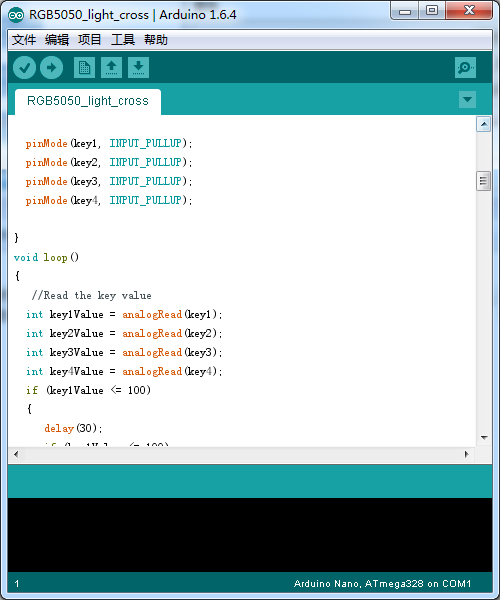 RGB5050_light_cross | Arduino 1.6.4
文件 编辑 项目 工具 帮助
RGB5050_light_cross
pinMode(key1, INPUT_PULLUP);
pinMode(key2, INPUT_PULLUP);
pinMode(key3, INPUT_PULLUP);
pinMode(key4, INPUT_PULLUP);
}
void loop()
{
//Read the key value
int key1Value = analogRead(key1);
int key2Value = analogRead(key2);
int key3Value = analogRead(key3);
int key4Value = analogRead(key4);
if (key1Value <= 100)
{
delay(30);
if (key1Value <= 100)
1
Arduino Nano, ATmega328 on COM1